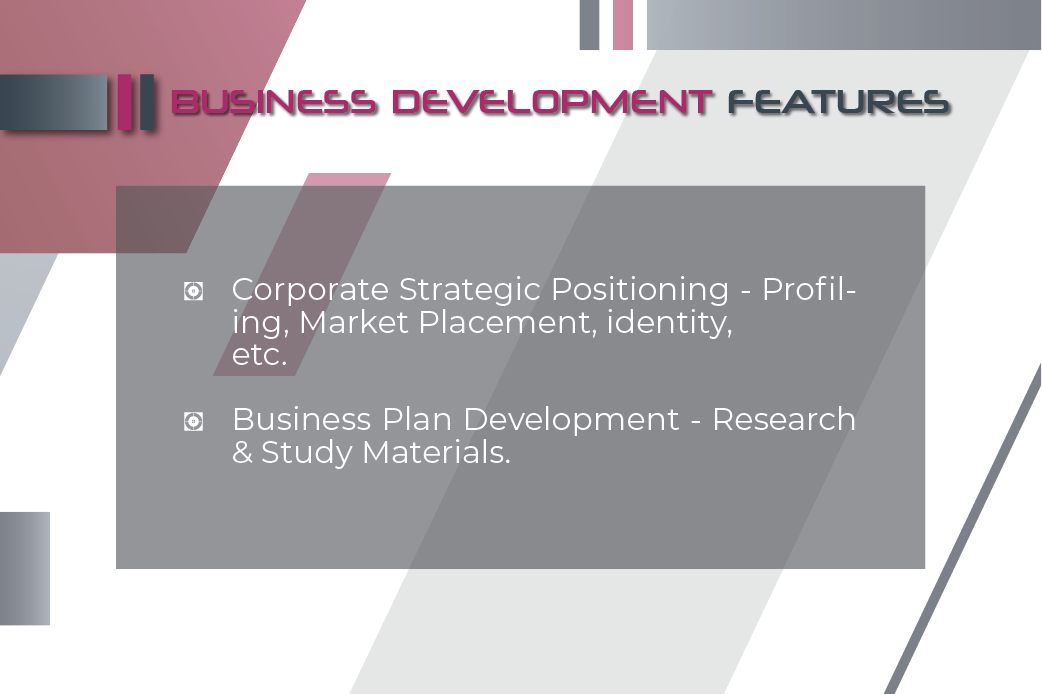 BUSINESS DEVELOPMENT FEATURES
Corporate Strategic Positioning - Profil-
ing, Market Placement, identity,
etc.
Business Plan Development - Research
& Study Materials.